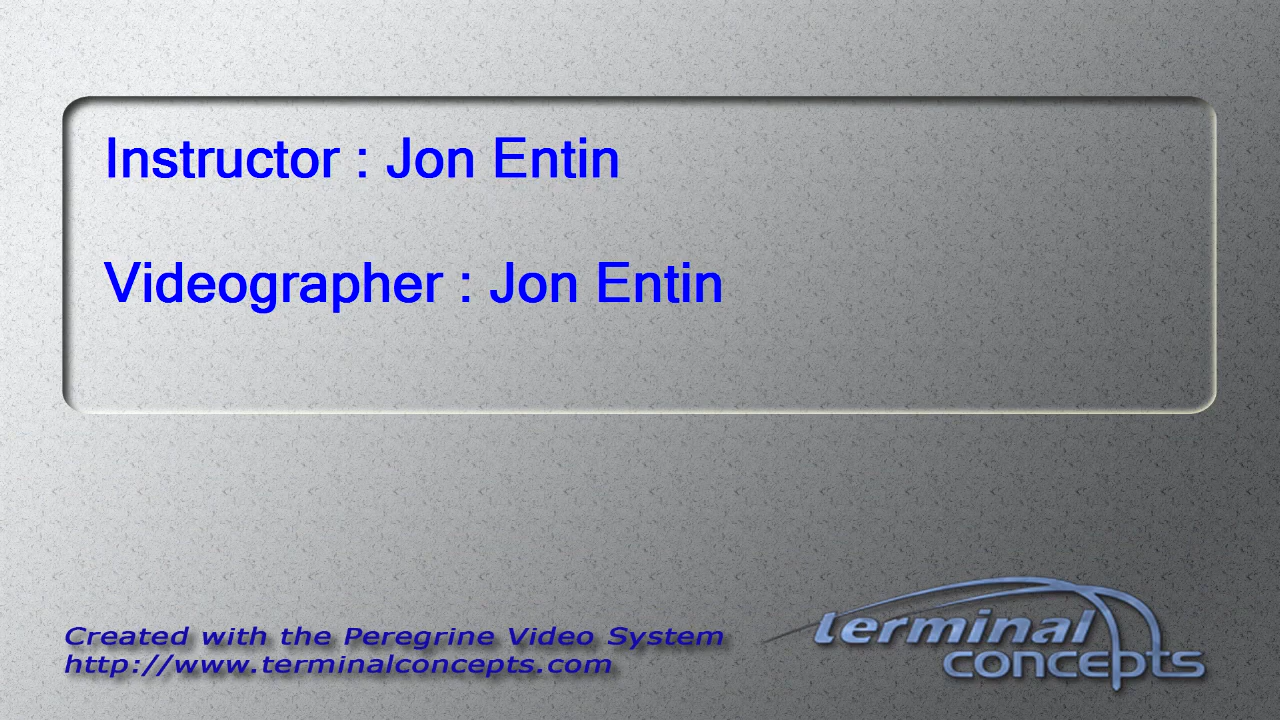 Instructor : Jon Entin
Videographer : Jon Entin
Created with the Peregrine Video System
http://www.terminalconcepts.com
terminal
concepts